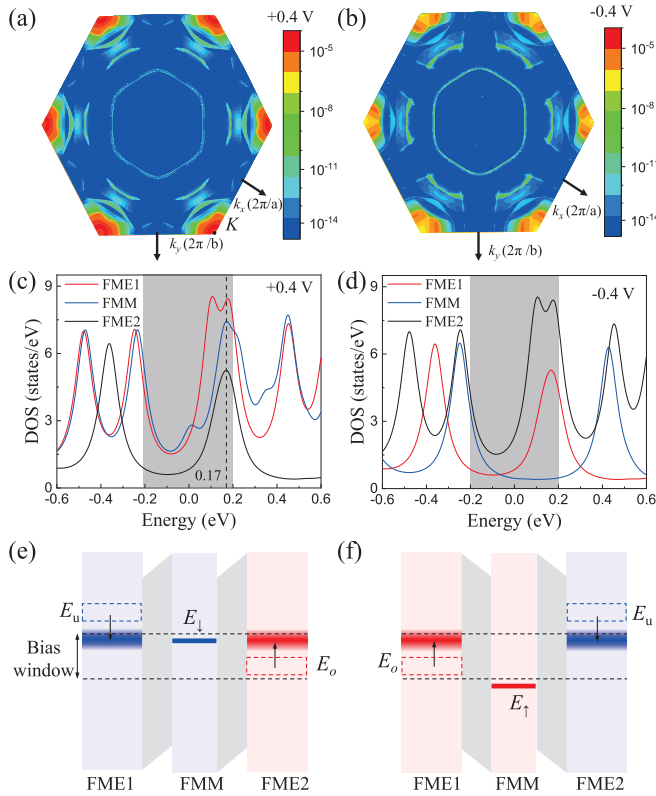 (a)
+0.4 V
10⁻⁵
10⁻⁸
10⁻¹¹
10⁻¹⁴
kₓ (2π/a)
K
k_y (2π/b)
(b)
-0.4 V
10⁻⁵
10⁻⁸
10⁻¹¹
10⁻¹⁴
kₓ (2π/a)
k_y (2π/b)
(c)
FME1
FMM
FME2
+0.4 V
9
6
3
0
DOS (states/eV)
0.17
-0.6 -0.4 -0.2 0.0 0.2 0.4 0.6
Energy (eV)
(d)
FME1
FMM
FME2
-0.4 V
9
6
3
0
DOS (states/eV)
-0.6 -0.4 -0.2 0.0 0.2 0.4 0.6
Energy (eV)
(e)
E_u
E_↓
Bias
window
E_o
FME1 FMM FME2
(f)
E_u
E_o
E_↑
FME1 FMM FME2